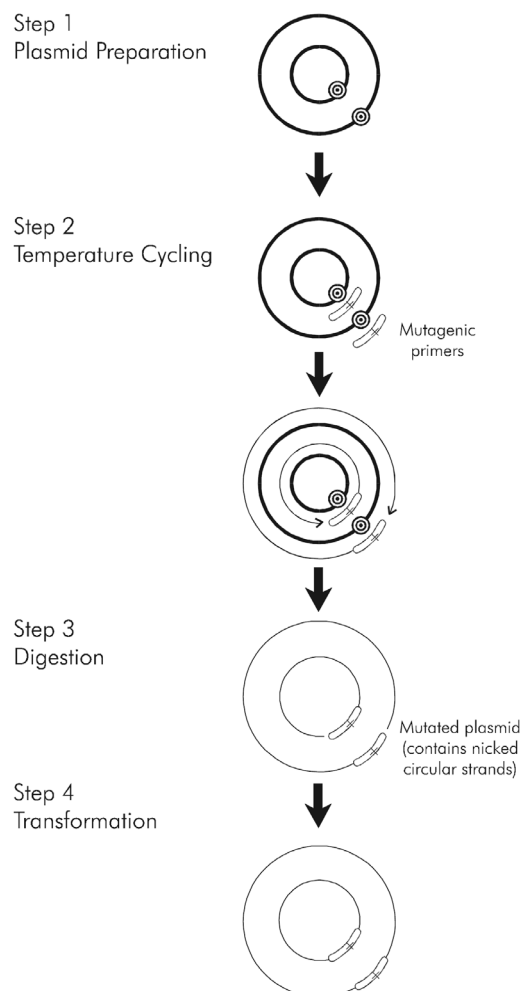 Step 1
Plasmid Preparation
Step 2
Temperature Cycling
Mutagenic
primers
Step 3
Digestion
Mutated plasmid
(contains nicked
circular strands)
Step 4
Transformation